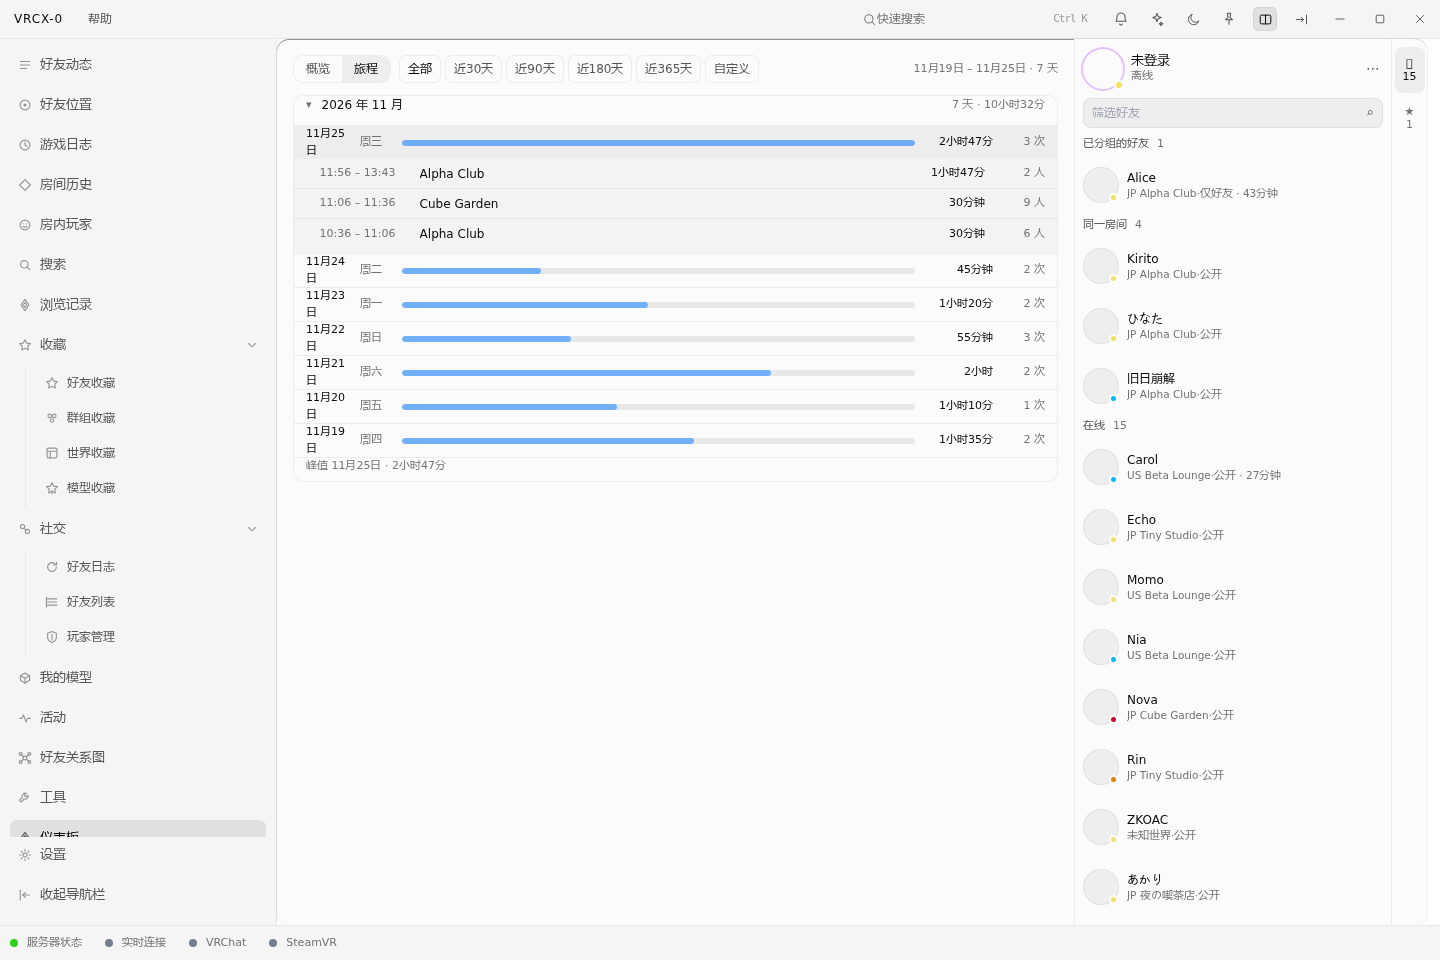 VRCX-0
帮助
快速搜索
Ctrl K
好友动态
好友位置
游戏日志
房间历史
房内玩家
搜索
浏览记录
收藏
好友收藏
群组收藏
世界收藏
模型收藏
社交
好友日志
好友列表
玩家管理
我的模型
活动
好友关系图
工具
仪表板
设置
收起导航栏
概览
旅程
全部
近30天
近90天
近180天
近365天
自定义
11月19日 – 11月25日 · 7 天
2026 年 11 月
7 天 · 10小时32分
11月25日 周三 2小时47分 3 次
11:56 – 13:43 Alpha Club 1小时47分 2 人
11:06 – 11:36 Cube Garden 30分钟 9 人
10:36 – 11:06 Alpha Club 30分钟 6 人
11月24日 周二 45分钟 2 次
11月23日 周一 1小时20分 2 次
11月22日 周日 55分钟 3 次
11月21日 周六 2小时 2 次
11月20日 周五 1小时10分 1 次
11月19日 周四 1小时35分 2 次
峰值 11月25日 · 2小时47分
未登录
离线
筛选好友
已分组的好友 1
Alice
JP Alpha Club·仅好友 · 43分钟
同一房间 4
Kirito
JP Alpha Club·公开
ひなた
JP Alpha Club·公开
旧日崩解
JP Alpha Club·公开
在线 15
Carol
US Beta Lounge·公开 · 27分钟
Echo
JP Tiny Studio·公开
Momo
US Beta Lounge·公开
Nia
US Beta Lounge·公开
Nova
JP Cube Garden·公开
Rin
JP Tiny Studio·公开
ZKOAC
未知世界·公开
あかり
JP 夜の喫茶店·公开
15
★
1
服务器状态
实时连接
VRChat
SteamVR